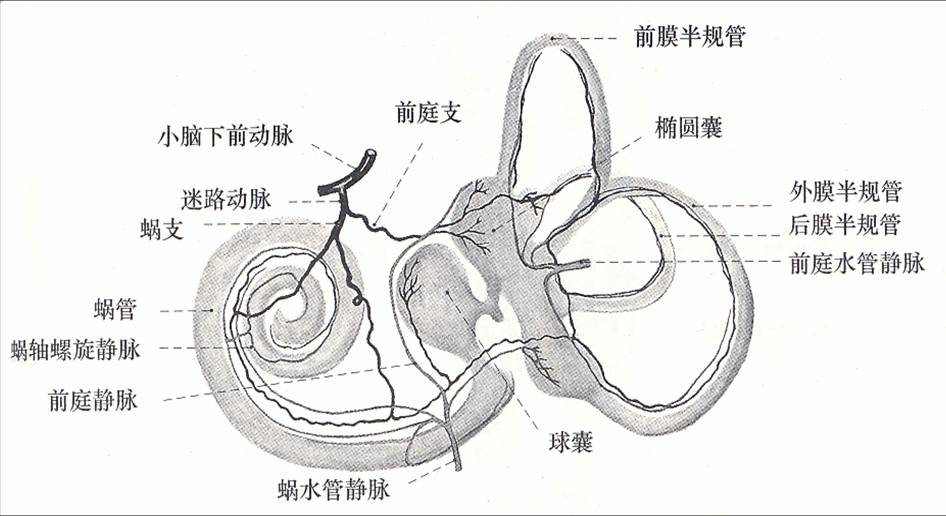 前膜半规管
前庭支
椭圆囊
小脑下前动脉
迷路动脉
外膜半规管
蜗支
后膜半规管
前庭水管静脉
蜗管
蜗轴螺旋静脉
前庭静脉
球囊
蜗水管静脉